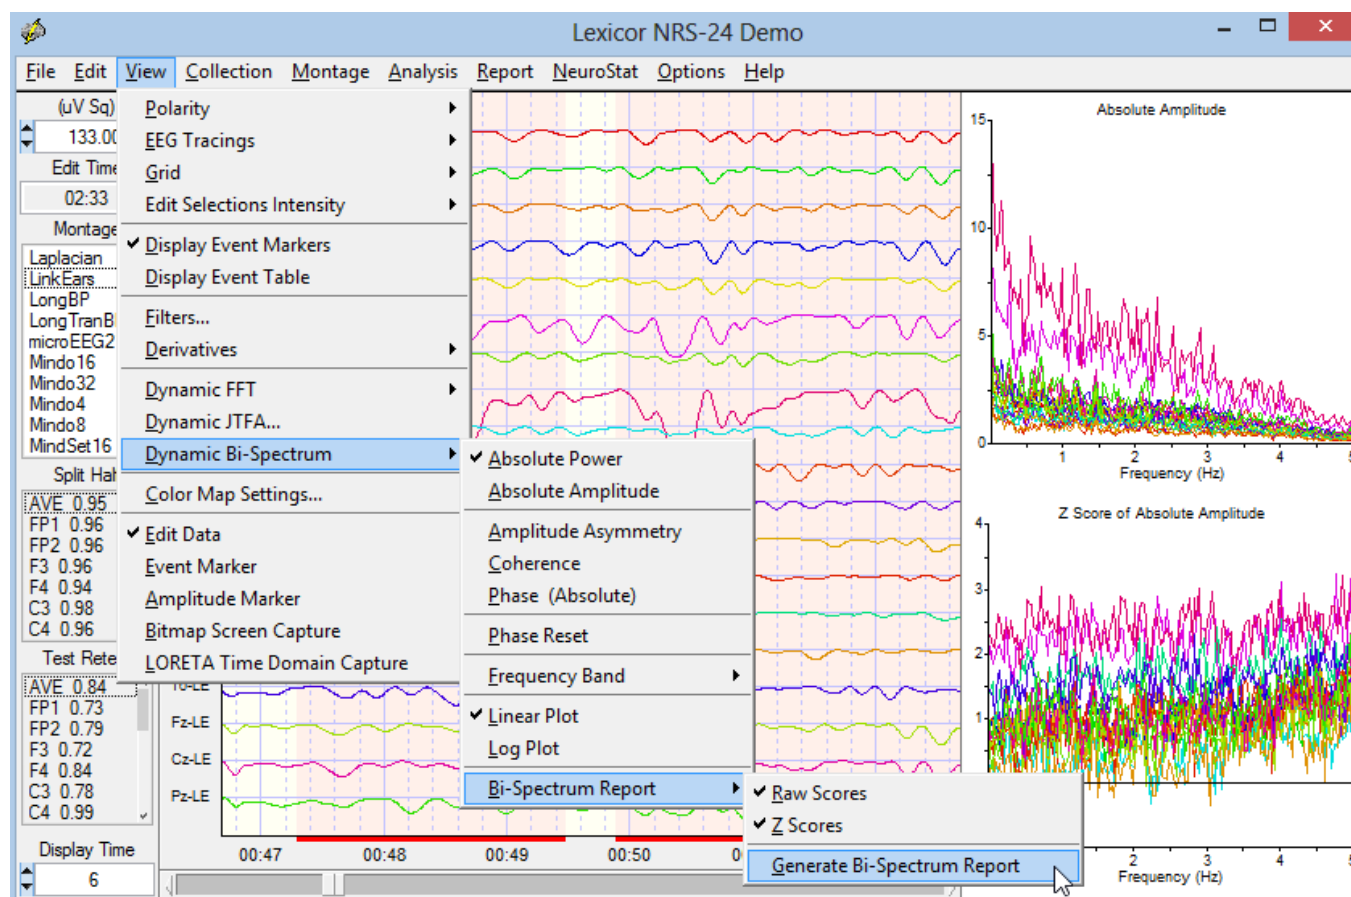 Lexicor NRS-24 Demo
File Edit View Collection Montage Analysis Report NeuroStat Options Help
(uV Sq)
133.00
Edit Time
02:33
Montage
Laplacian
LinkEars
LongBP
LongTranB
microEEG2
Mindo16
Mindo32
Mindo4
Mindo8
MindSet16
Split Hal
AVE 0.95
FP1 0.96
FP2 0.96
F3 0.96
F4 0.94
C3 0.98
C4 0.96
Test Rete
AVE 0.84
FP1 0.73
FP2 0.79
F3 0.72
F4 0.84
C3 0.78
C4 0.99
Display Time
6
Polarity
EEG Tracings
Grid
Edit Selections Intensity
Display Event Markers
Display Event Table
Filters...
Derivatives
Dynamic FFT
Dynamic JTFA...
Dynamic Bi-Spectrum
Color Map Settings...
Edit Data
Event Marker
Amplitude Marker
Bitmap Screen Capture
LORETA Time Domain Capture
Absolute Power
Absolute Amplitude
Amplitude Asymmetry
Coherence
Phase (Absolute)
Phase Reset
Frequency Band
Linear Plot
Log Plot
Bi-Spectrum Report
Raw Scores
Z Scores
Generate Bi-Spectrum Report
Fz-LE
Cz-LE
Pz-LE
00:47 00:48 00:49 00:50
Absolute Amplitude
15
10
5
0
1 2 3 4 5
Frequency (Hz)
Z Score of Absolute Amplitude
4
3
2
1
2 3 4
Frequency (Hz)